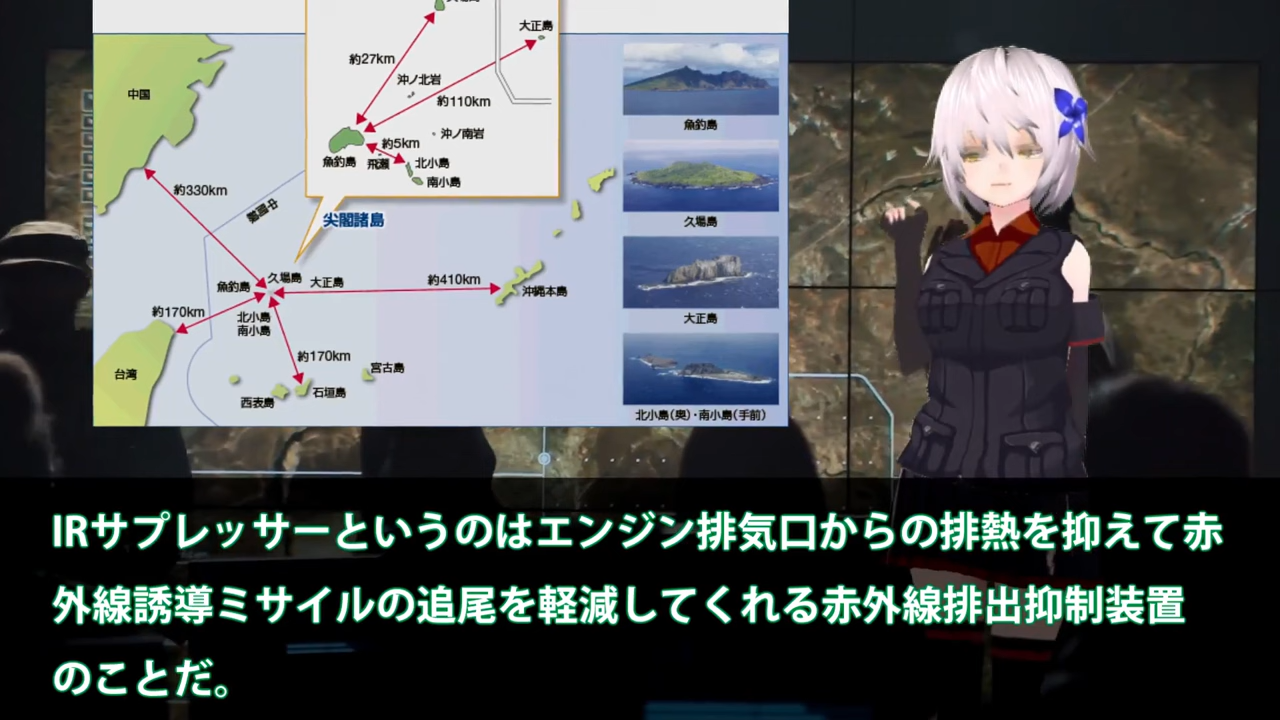 大正島
約27km
沖ノ北岩
約110km
沖ノ南岩
約5km
魚釣島
飛瀬
北小島
南小島
中国
約330km
中間線
尖閣諸島
魚釣島
久場島
大正島
約410km
沖縄本島
約170km
北小島
南小島
台湾
約170km
宮古島
石垣島
西表島
魚釣島
久場島
大正島
北小島(奥)・南小島(手前)
IRサプレッサーというのはエンジン排気口からの排熱を抑えて赤
外線誘導ミサイルの追尾を軽減してくれる赤外線排出抑制装置
のことだ。